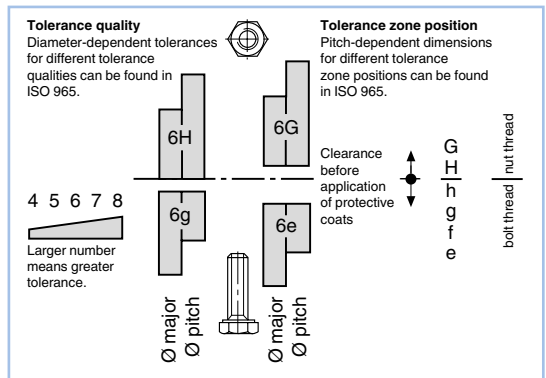 Tolerance quality
Diameter-dependent tolerances
for different tolerance
qualities can be found in
ISO 965.
Tolerance zone position
Pitch-dependent dimensions
for different tolerance
zone positions can be found
in ISO 965.
6H
6G
Clearance
before
application
of protective
coats
G
H
h
g
f
e
nut thread
bolt thread
4 5 6 7 8
Larger number
means greater
tolerance.
6g
6e
Ø major
Ø pitch
Ø major
Ø pitch